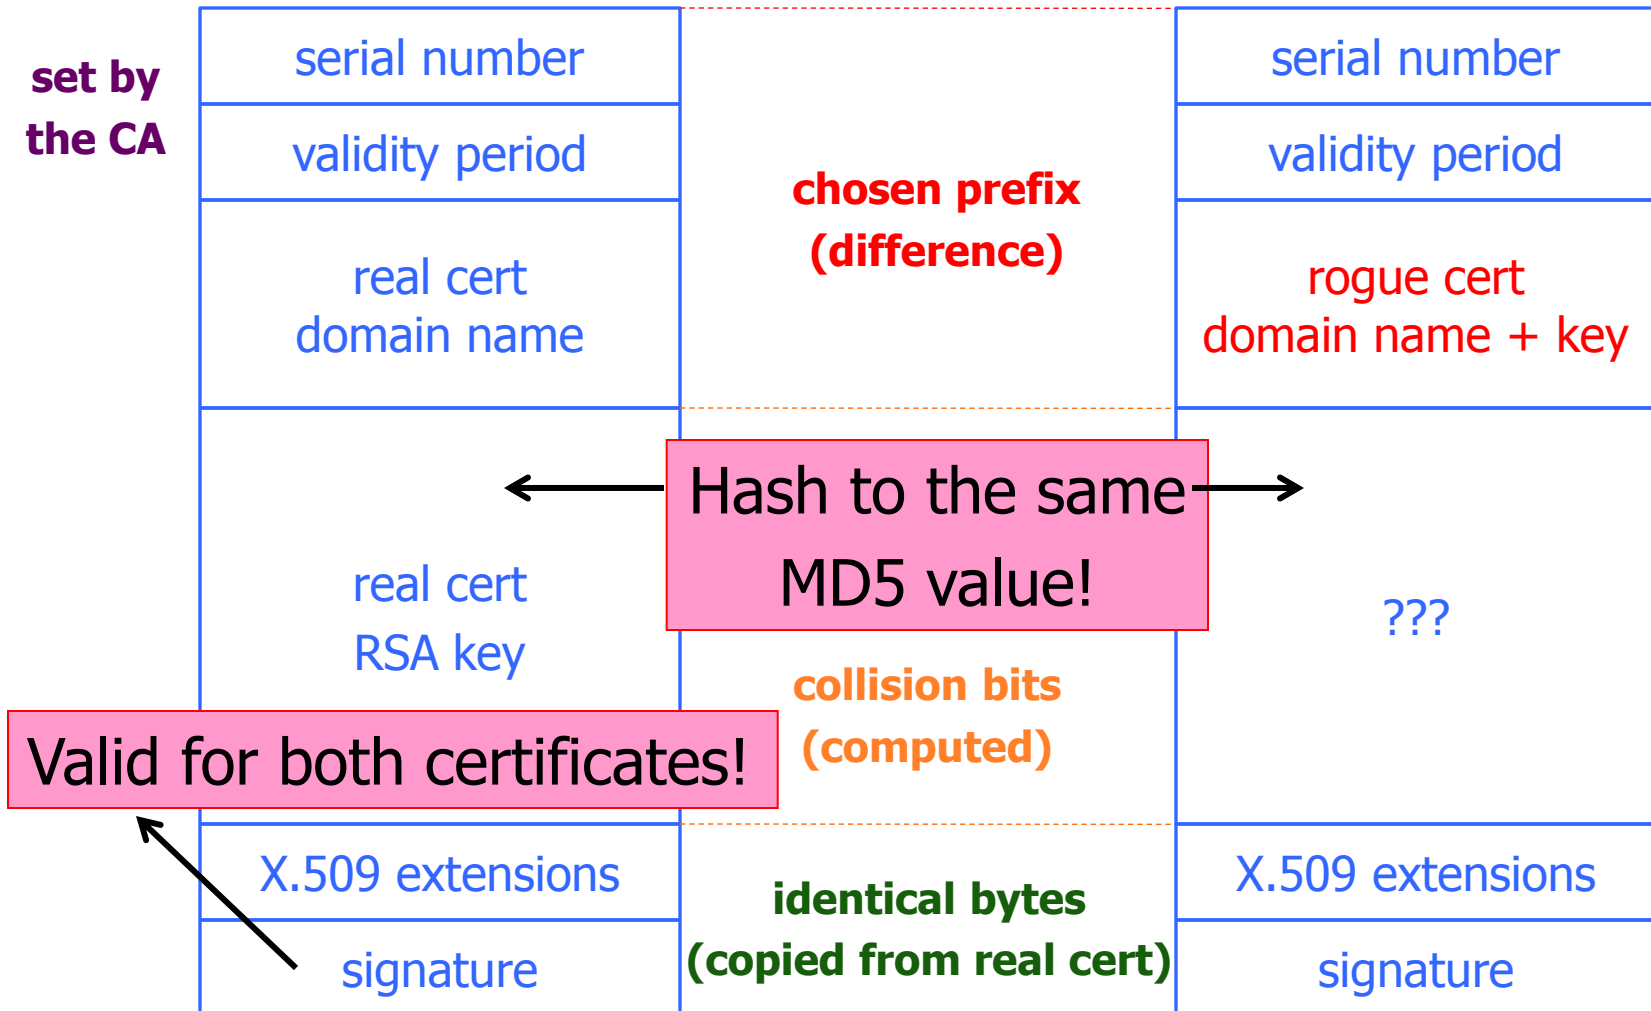 set by
the CA
serial number
validity period
real cert
domain name
real cert
RSA key
X.509 extensions
signature
chosen prefix
(difference)
Hash to the same
MD5 value!
collision bits
(computed)
Valid for both certificates!
identical bytes
(copied from real cert)
serial number
validity period
rogue cert
domain name + key
???
X.509 extensions
signature